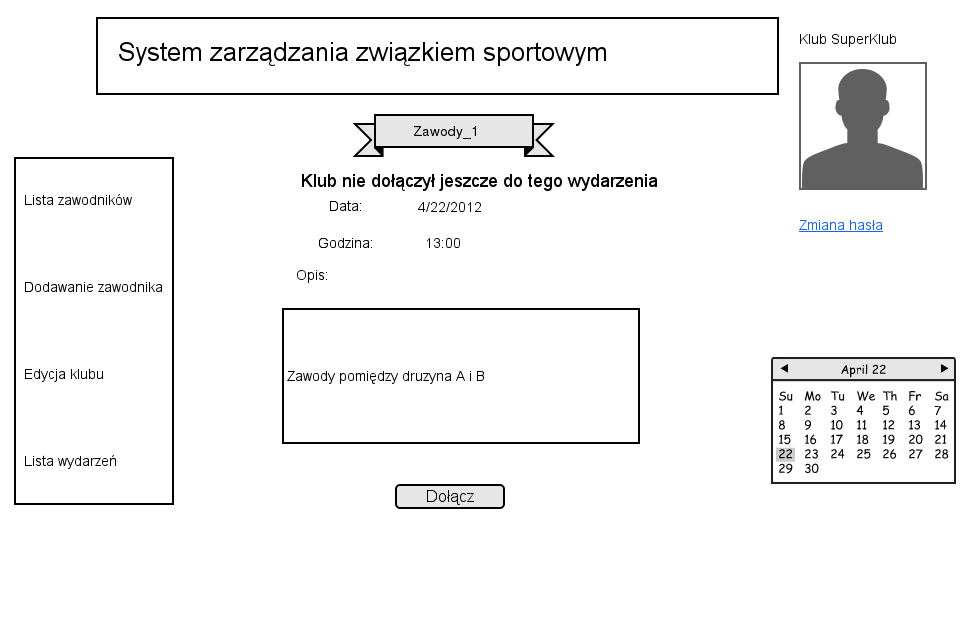 System zarządzania związkiem sportowym
Klub SuperKlub
Zawody_1
Klub nie dołączył jeszcze do tego wydarzenia
Data: 4/22/2012
Godzina: 13:00
Opis:
Zawody pomiędzy druzyna A i B
Dołącz
Lista zawodników
Dodawanie zawodnika
Edycja klubu
Lista wydarzeń
Zmiana hasła
April 22
Su Mo Tu We Th Fr Sa
1 2 3 4 5 6 7
8 9 10 11 12 13 14
15 16 17 18 19 20 21
22 23 24 25 26 27 28
29 30